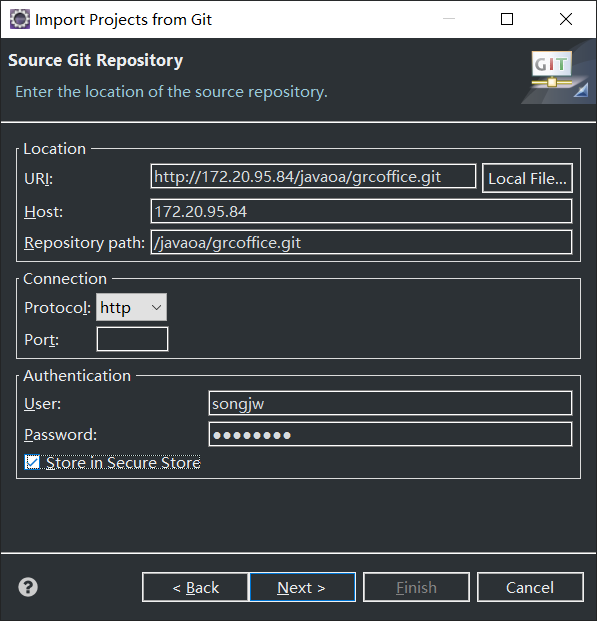 Import Projects from Git
Source Git Repository
Enter the location of the source repository.
GIT
Location
URI: http://172.20.95.84/javaoa/grcoffice.git Local File...
Host: 172.20.95.84
Repository path: /javaoa/grcoffice.git
Connection
Protocol: http
Port:
Authentication
User: songjw
Password: ●●●●●●●●
Store in Secure Store
? < Back Next > Finish Cancel